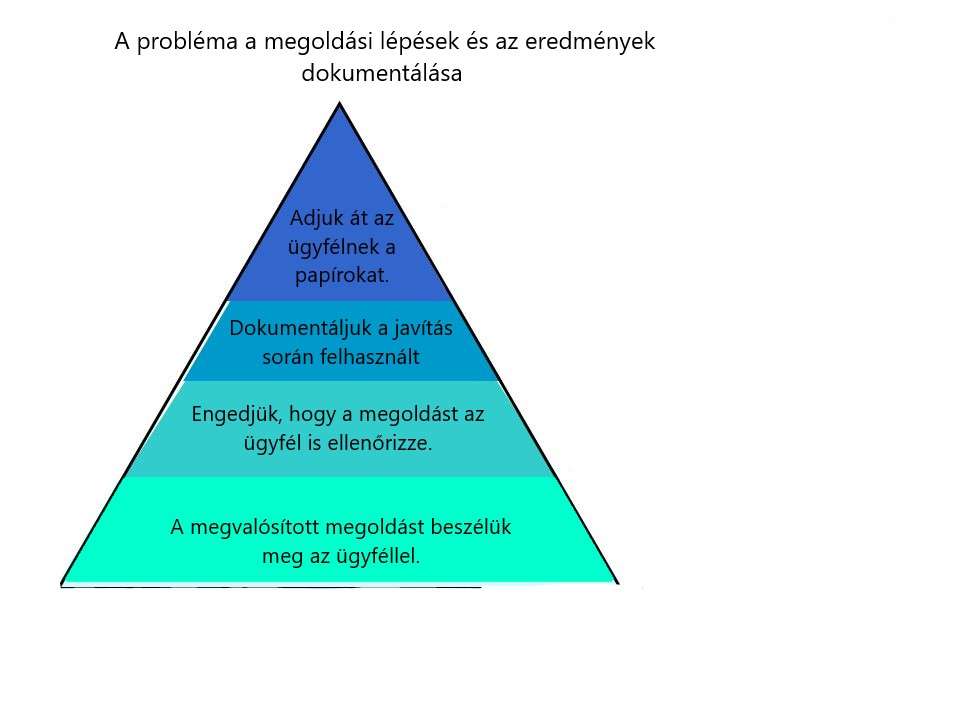 A probléma a megoldási lépések és az eredmények
dokumentálása
Adjuk át az
ügyfélnek a
papírokat.
Dokumentáljuk a javítás
során felhasznált
Engedjük, hogy a megoldást az
ügyfél is ellenőrizze.
A megvalósított megoldást beszélük
meg az ügyféllel.